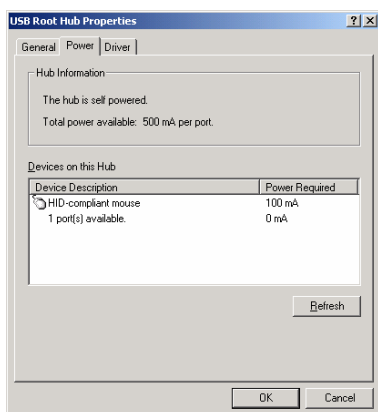 USB Root Hub Properties
General Power Driver
Hub Information
The hub is self powered.
Total power available: 500 mA per port.
Devices on this Hub
Device Description Power Required
HID-compliant mouse 100 mA
1 port(s) available. 0 mA
Refresh
OK Cancel